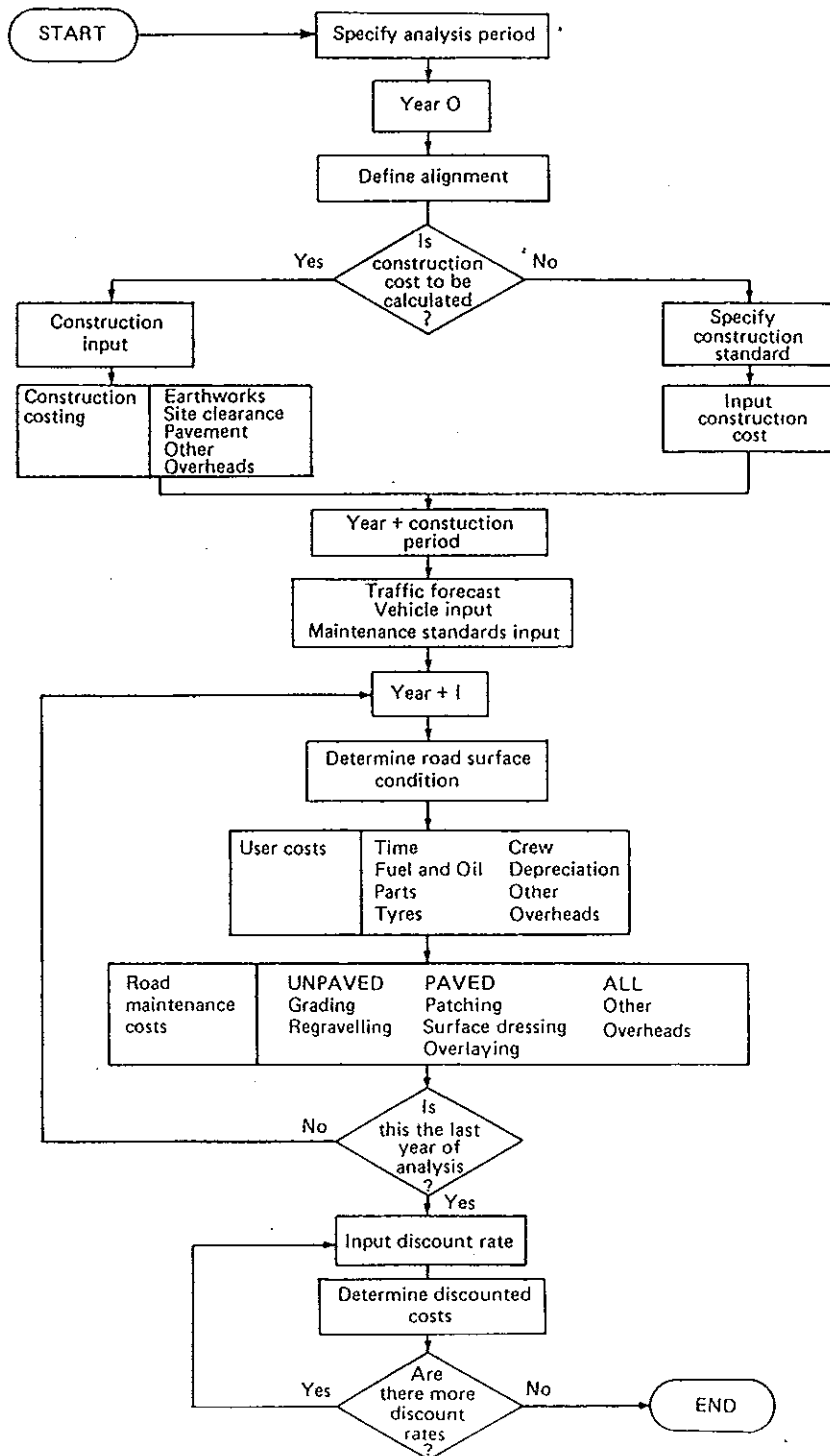 START
Specify analysis period
Year O
Define alignment
Is
construction
cost to be
calculated
?
Yes
No
Construction
input
Specify
construction
standard
Construction
costing
Earthworks
Site clearance
Pavement
Other
Overheads
Input
construction
cost
Year + constuction
period
Traffic forecast
Vehicle input
Maintenance standards input
Year + I
Determine road surface
condition
User costs
Time
Fuel and Oil
Parts
Tyres
Crew
Depreciation
Other
Overheads
Road
maintenance
costs
UNPAVED
Grading
Regravelling
PAVED
Patching
Surface dressing
Overlaying
ALL
Other
Overheads
Is
this the last
year of
analysis
?
No
Yes
Input discount rate
Determine discounted
costs
Are
there more
discount
rates
?
Yes
No
END